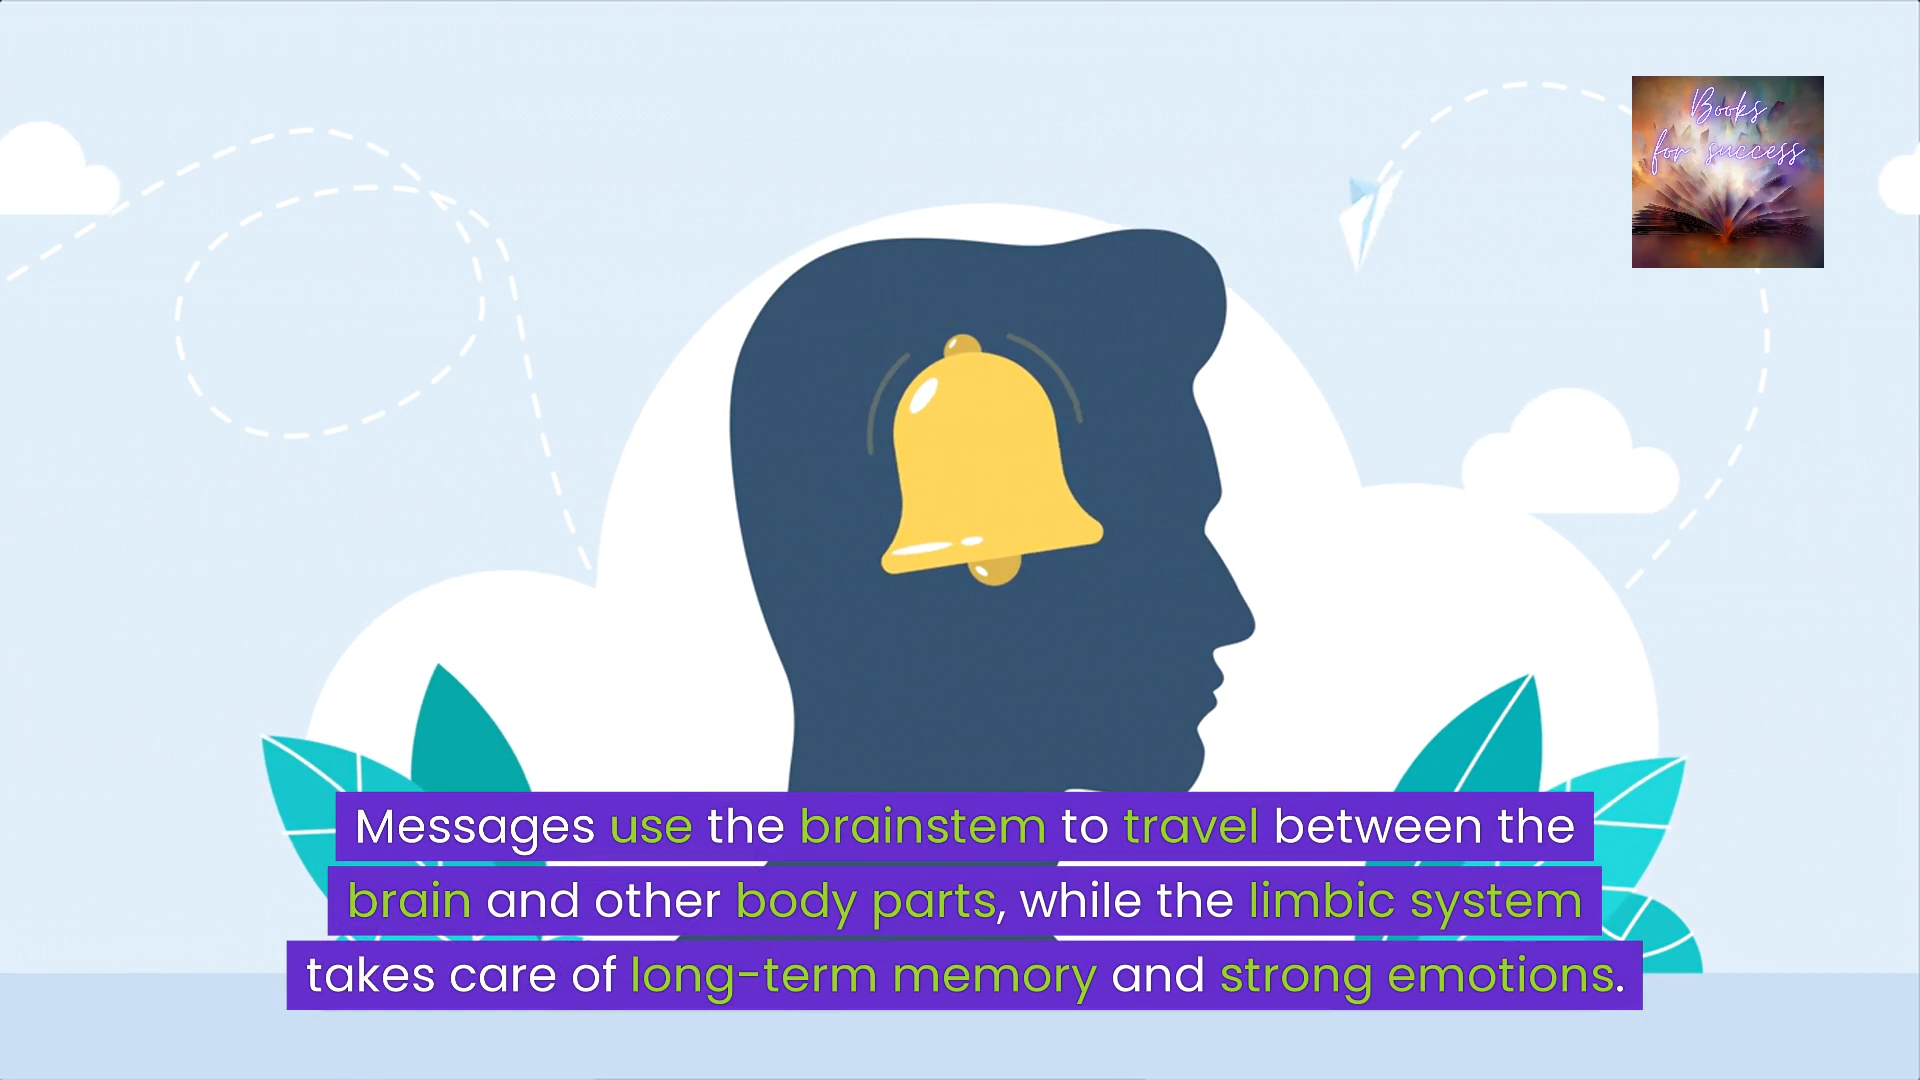 Books
for success
Messages use the brainstem to travel between the
brain and other body parts, while the limbic system
takes care of long-term memory and strong emotions.